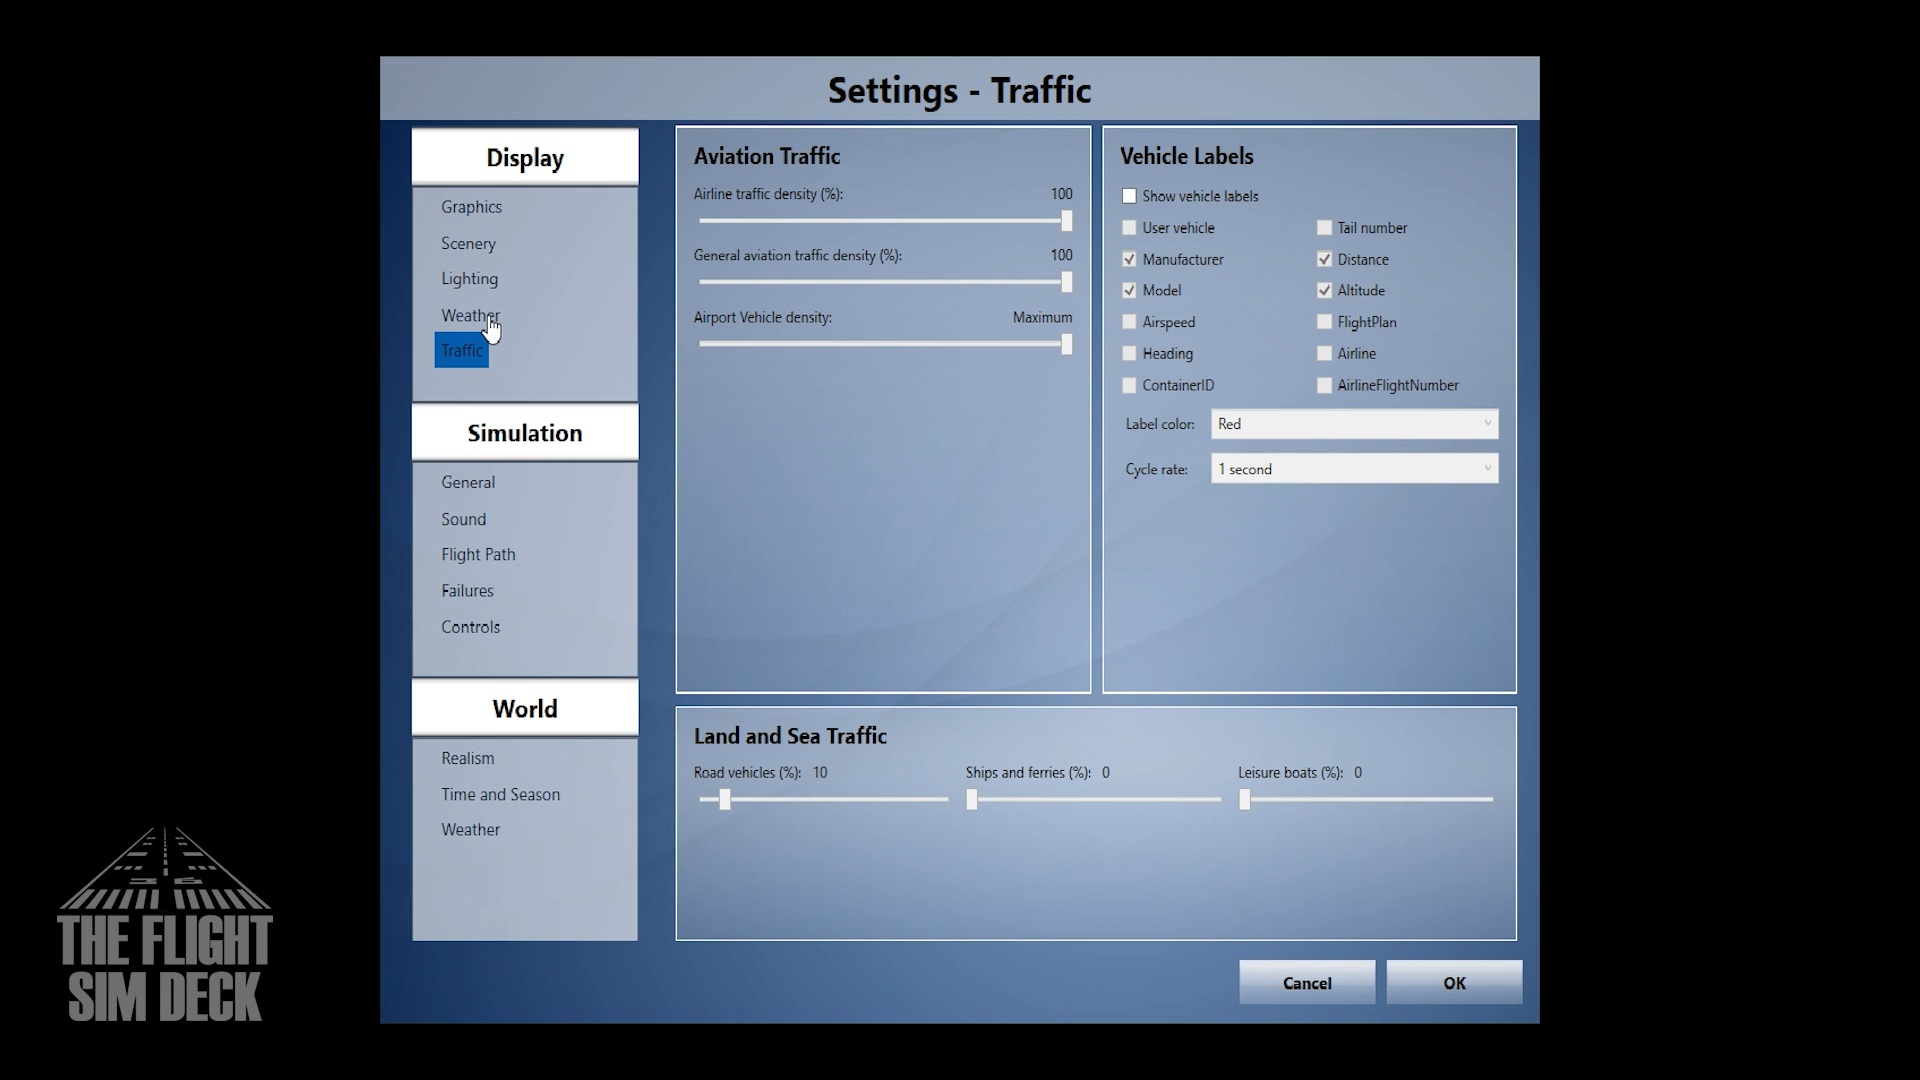 Settings - Traffic
Display
Graphics
Scenery
Lighting
Weather
Traffic
Simulation
General
Sound
Flight Path
Failures
Controls
World
Realism
Time and Season
Weather
Aviation Traffic
Airline traffic density (%): 100
General aviation traffic density (%): 100
Airport Vehicle density: Maximum
Vehicle Labels
Show vehicle labels
User vehicle Tail number
Manufacturer Distance
Model Altitude
Airspeed FlightPlan
Heading Airline
ContainerID AirlineFlightNumber
Label color: Red
Cycle rate: 1 second
Land and Sea Traffic
Road vehicles (%): 10 Ships and ferries (%): 0 Leisure boats (%): 0
Cancel OK
36
THE FLIGHT
SIM DECK